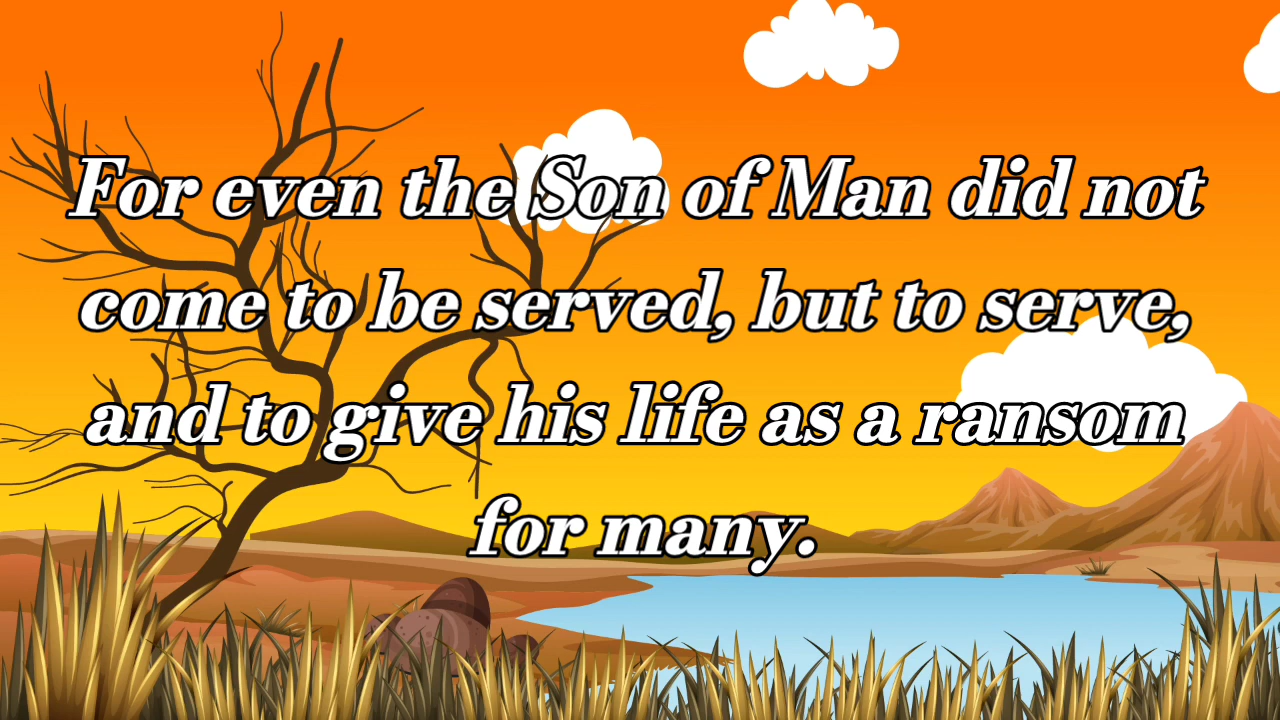 For even the Son of Man did not
come to be served, but to serve,
and to give his life as a ransom
for many.